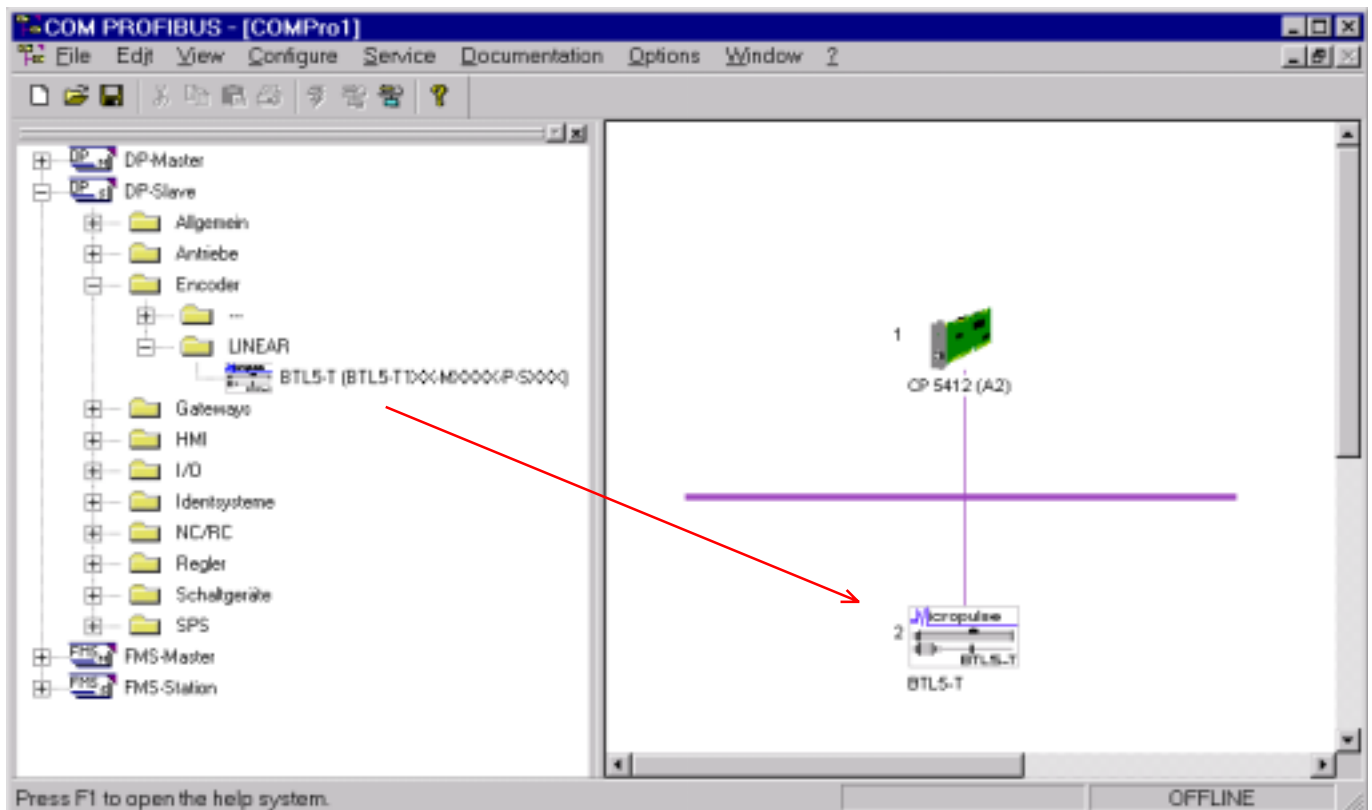 COM PROFIBUS - [COMPro1]
File Edit View Configure Service Documentation Options Window ?
DP-Master
DP-Slave
Allgemein
Antriebe
Encoder
...
LINEAR
BTL5-T (BTL5-T1XX-MXXXX-P-SXXX)
Gateways
HMI
I/O
Identsysteme
NC/RC
Regler
Schaltgeräte
SPS
FMS-Master
FMS-Station
1
CP 5412 (A2)
2
Micropulse
BTL5-T
BTL5-T
Press F1 to open the help system.
OFFLINE